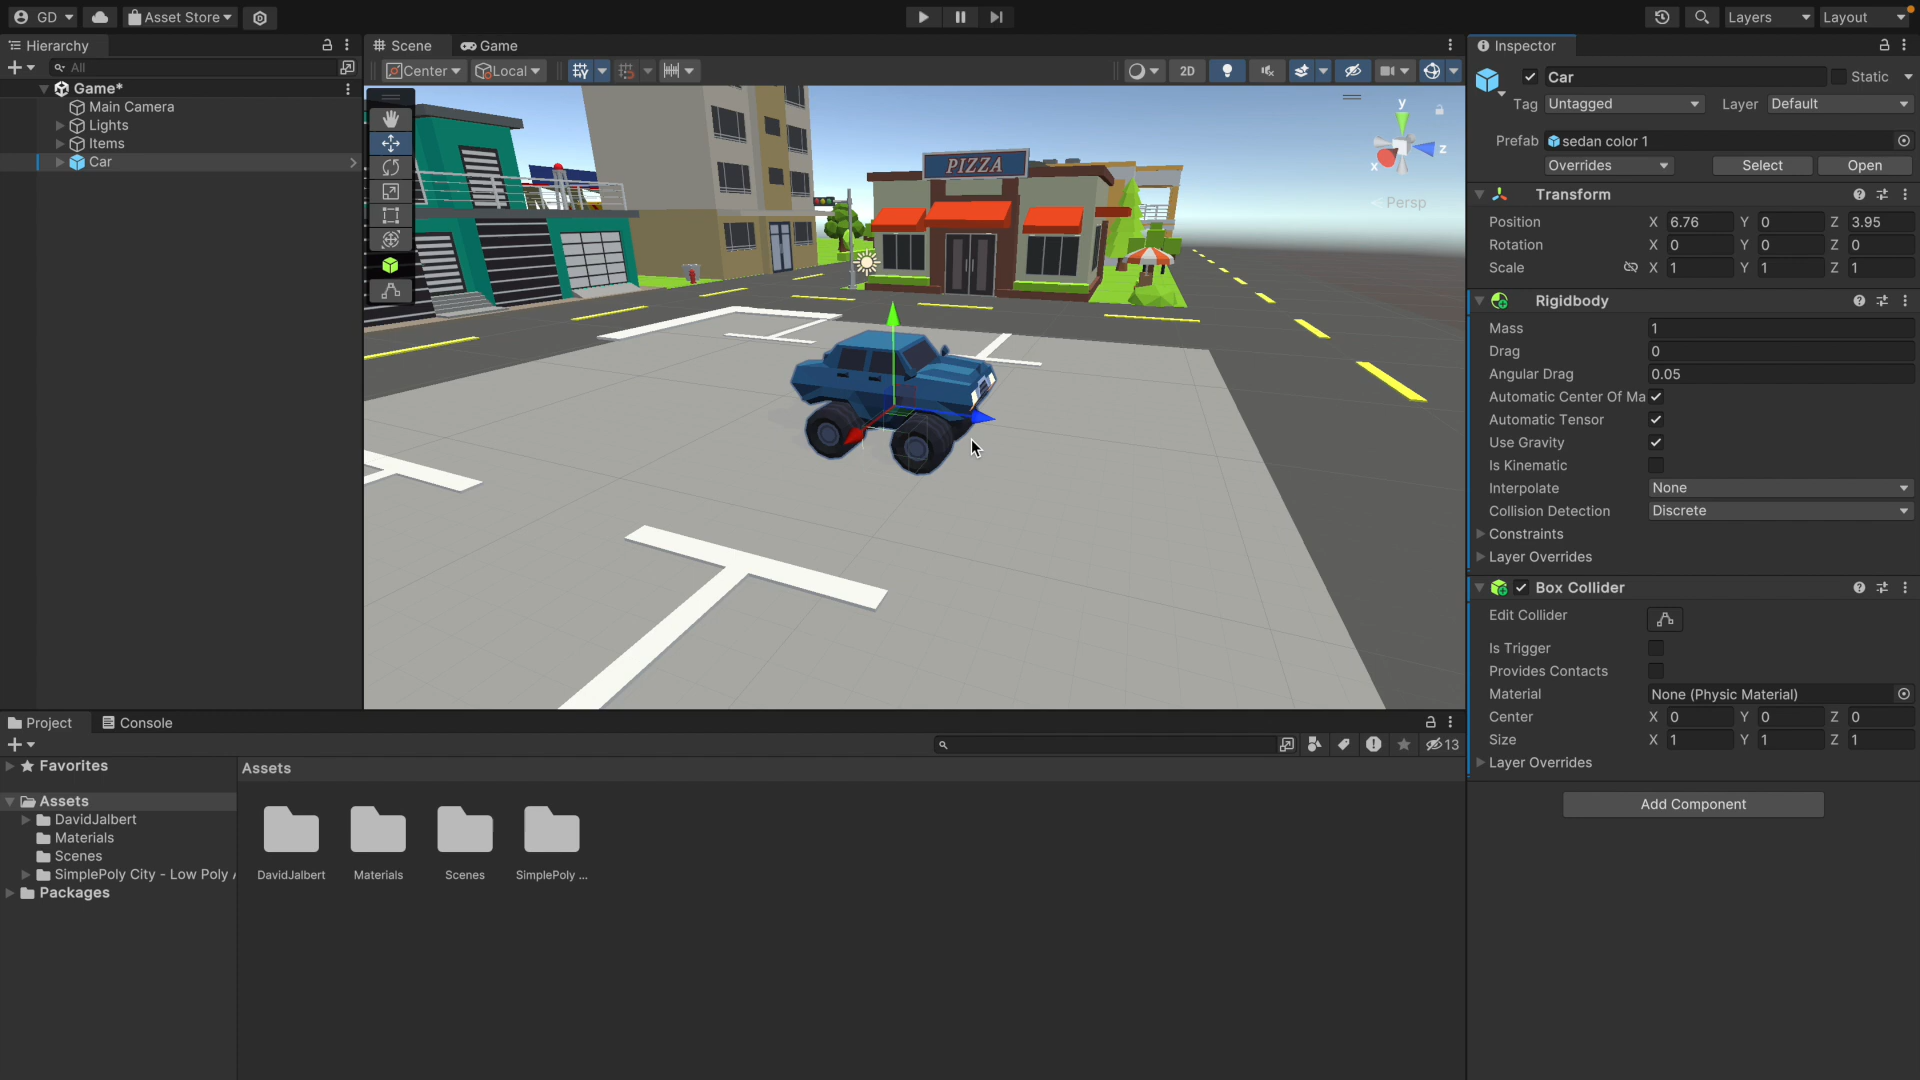 GD
Asset Store
Layers
Layout
Hierarchy
All
Game*
Main Camera
Lights
Items
Car
Scene
Game
Center
Local
2D
y
z
x
Persp
PIZZA
Inspector
Car
Static
Tag Untagged Layer Default
Prefab sedan color 1
Overrides Select Open
Transform
Position X 6.76 Y 0 Z 3.95
Rotation X 0 Y 0 Z 0
Scale X 1 Y 1 Z 1
Rigidbody
Mass 1
Drag 0
Angular Drag 0.05
Automatic Center Of Ma
Automatic Tensor
Use Gravity
Is Kinematic
Interpolate None
Collision Detection Discrete
Constraints
Layer Overrides
Box Collider
Edit Collider
Is Trigger
Provides Contacts
Material None (Physic Material)
Center X 0 Y 0 Z 0
Size X 1 Y 1 Z 1
Layer Overrides
Add Component
Project
Console
13
Favorites
Assets
DavidJalbert
Materials
Scenes
SimplePoly City - Low Poly A
Packages
Assets
DavidJalbert
Materials
Scenes
SimplePoly ...